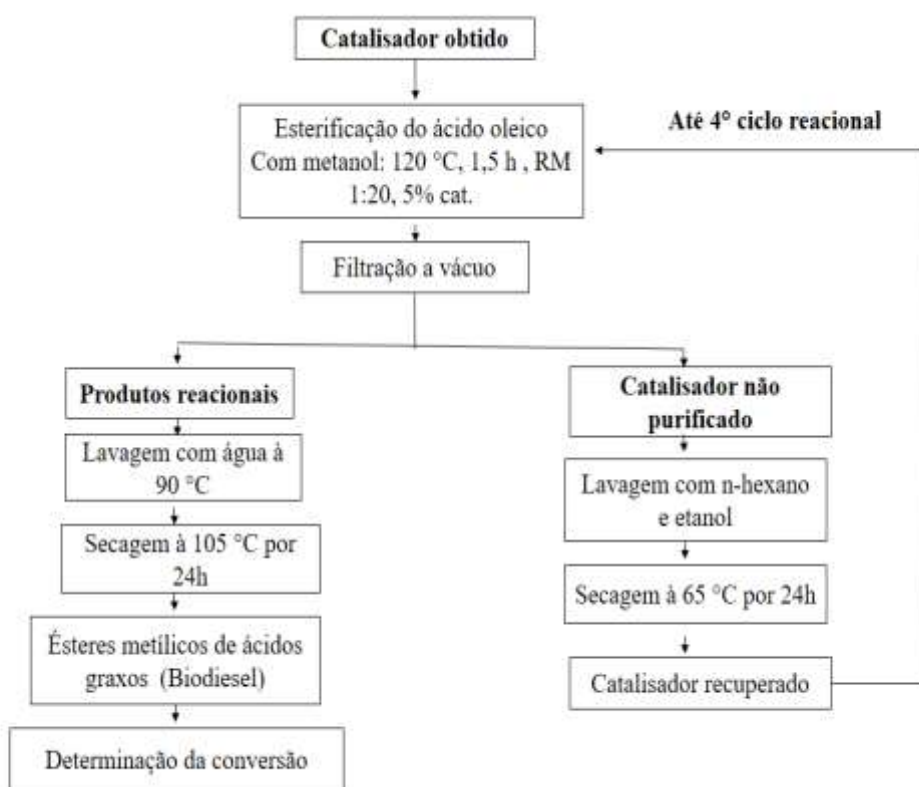 Catalisador obtido
Até 4° ciclo reacional
Esterificação do ácido oleico
Com metanol: 120 °C, 1,5 h , RM
1:20, 5% cat.
Filtração a vácuo
Produtos reacionais
Lavagem com água à
90 °C
Secagem à 105 °C por
24h
Ésteres metílicos de ácidos
graxos (Biodiesel)
Determinação da conversão
Catalisador não
purificado
Lavagem com n-hexano
e etanol
Secagem à 65 °C por 24h
Catalisador recuperado